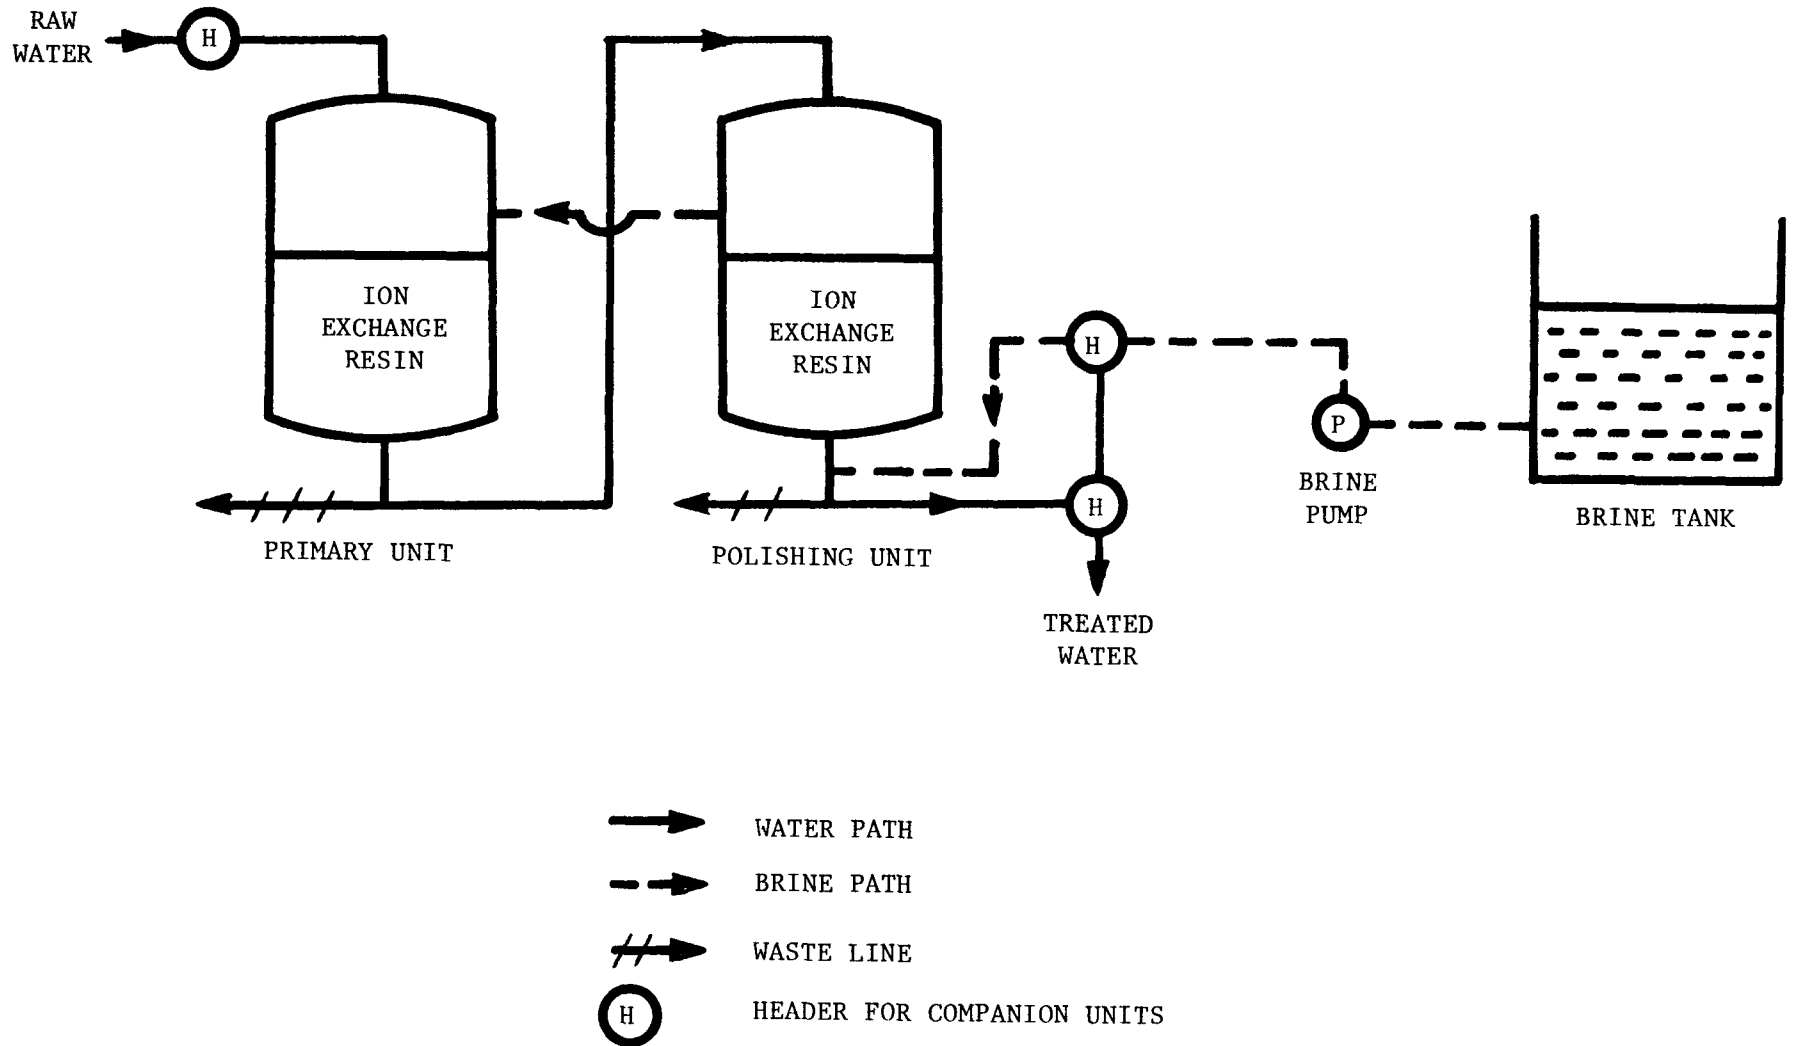 RAW
WATER
H
ION
EXCHANGE
RESIN
PRIMARY UNIT
ION
EXCHANGE
RESIN
POLISHING UNIT
H
H
TREATED
WATER
P
BRINE
PUMP
BRINE TANK
WATER PATH
BRINE PATH
WASTE LINE
H
HEADER FOR COMPANION UNITS